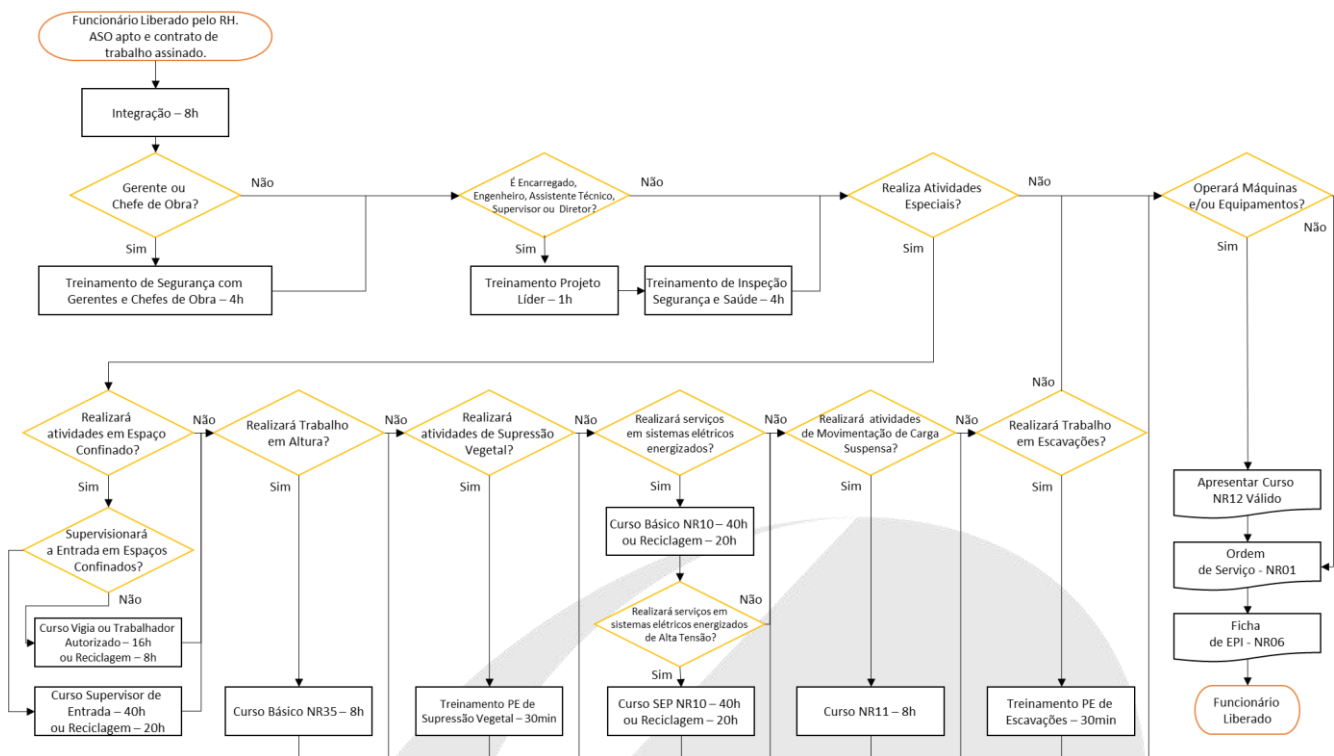 Funcionário Liberado pelo RH.
ASO apto e contrato de
trabalho assinado.
Integração – 8h
Gerente ou
Chefe de Obra?
Não
Sim
Treinamento de Segurança com
Gerentes e Chefes de Obra – 4h
É Encarregado,
Engenheiro, Assistente Técnico,
Supervisor ou Diretor?
Não
Sim
Treinamento Projeto
Líder – 1h
Treinamento de Inspeção
Segurança e Saúde – 4h
Realiza Atividades
Especiais?
Não
Sim
Operará Máquinas
e/ou Equipamentos?
Não
Sim
Realizará
atividades em Espaço
Confinado?
Não
Sim
Supervisionará
a Entrada em Espaços
Confinados?
Não
Curso Vigia ou Trabalhador
Autorizado – 16h
ou Reciclagem – 8h
Curso Supervisor de
Entrada – 40h
ou Reciclagem – 20h
Realizará Trabalho
em Altura?
Não
Sim
Curso Básico NR35 – 8h
Realizará
atividades de Supressão
Vegetal?
Não
Sim
Treinamento PE de
Supressão Vegetal – 30min
Realizará serviços
em sistemas elétricos
energizados?
Não
Sim
Curso Básico NR10 – 40h
ou Reciclagem – 20h
Realizará serviços em
sistemas elétricos energizados
de Alta Tensão?
Não
Sim
Curso SEP NR10 – 40h
ou Reciclagem – 20h
Realizará atividades
de Movimentação de Carga
Suspensa?
Não
Sim
Curso NR11 – 8h
Realizará Trabalho
em Escavações?
Não
Sim
Treinamento PE de
Escavações – 30min
Apresentar Curso
NR12 Válido
Ordem
de Serviço - NR01
Ficha
de EPI - NR06
Funcionário
Liberado